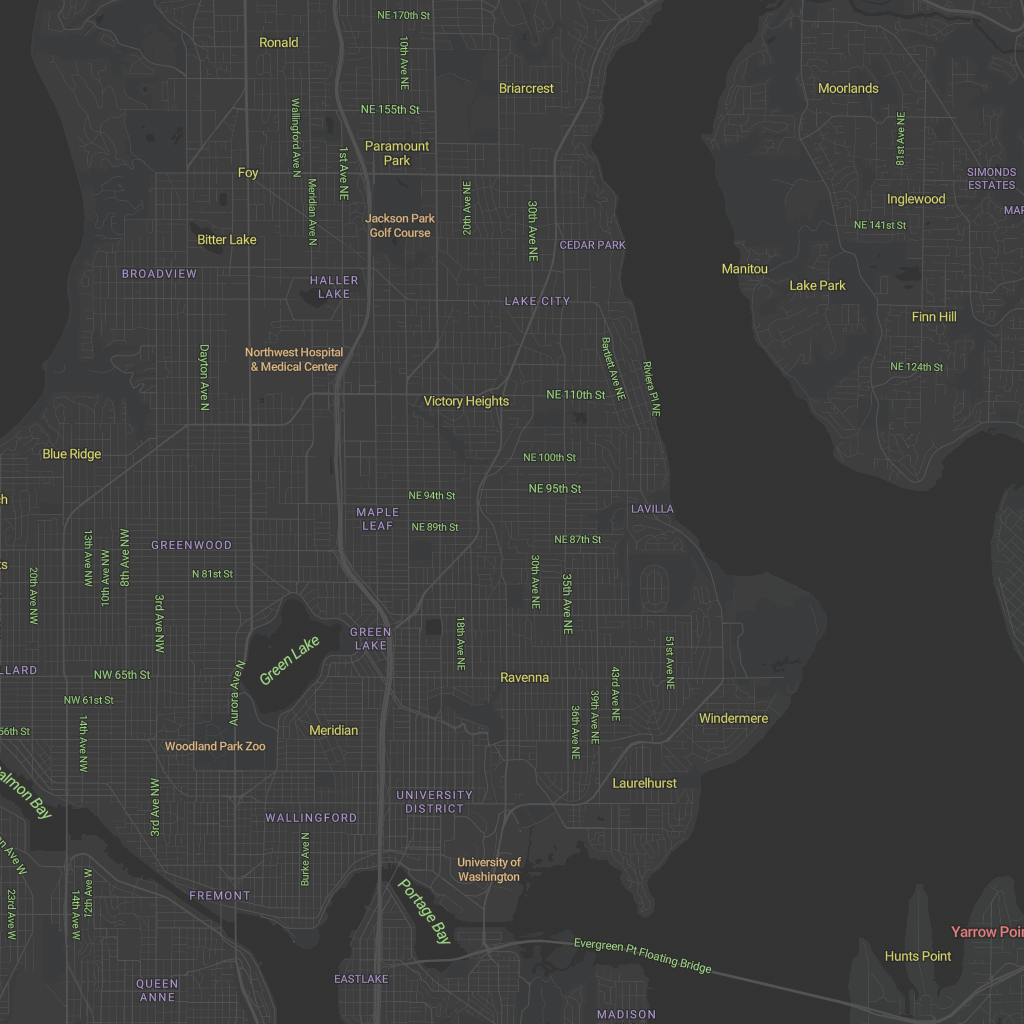 NE 170th St
Ronald
10th Ave NE
Briarcrest
Moorlands
Wallingford Ave N
NE 155th St
81st Ave NE
Paramount
Park
1st Ave NE
Foy
SIMONDS
ESTATES
Meridian Ave N
20th Ave NE
Inglewood
30th Ave NE
MAR
Jackson Park
Golf Course
NE 141st St
Bitter Lake
CEDAR PARK
BROADVIEW
Manitou
HALLER
LAKE
Lake Park
LAKE CITY
Finn Hill
Northwest Hospital
& Medical Center
Dayton Ave N
Bartlett Ave NE
Riviera Pl NE
NE 124th St
Victory Heights
NE 110th St
Blue Ridge
NE 100th St
NE 95th St
NE 94th St
ch
MAPLE
LEAF
LAVILLA
NE 89th St
NE 87th St
GREENWOOD
13th Ave NW
10th Ave NW
8th Ave NW
ts
N 81st St
20th Ave NW
3rd Ave NW
30th Ave NE
35th Ave NE
GREEN
LAKE
18th Ave NE
Green Lake
51st Ave NE
LLARD
NW 65th St
Ravenna
43rd Ave NE
Aurora Ave N
NW 61st St
39th Ave NE
36th Ave NE
Windermere
56th St
14th Ave NW
Meridian
Woodland Park Zoo
Laurelhurst
Salmon Bay
3rd Ave NW
UNIVERSITY
DISTRICT
WALLINGFORD
Burke Ave N
University of
Washington
Ave W
12th Ave W
14th Ave W
23rd Ave W
FREMONT
Portage Bay
Yarrow Poin
Evergreen Pt Floating Bridge
Hunts Point
EASTLAKE
QUEEN
ANNE
MADISON